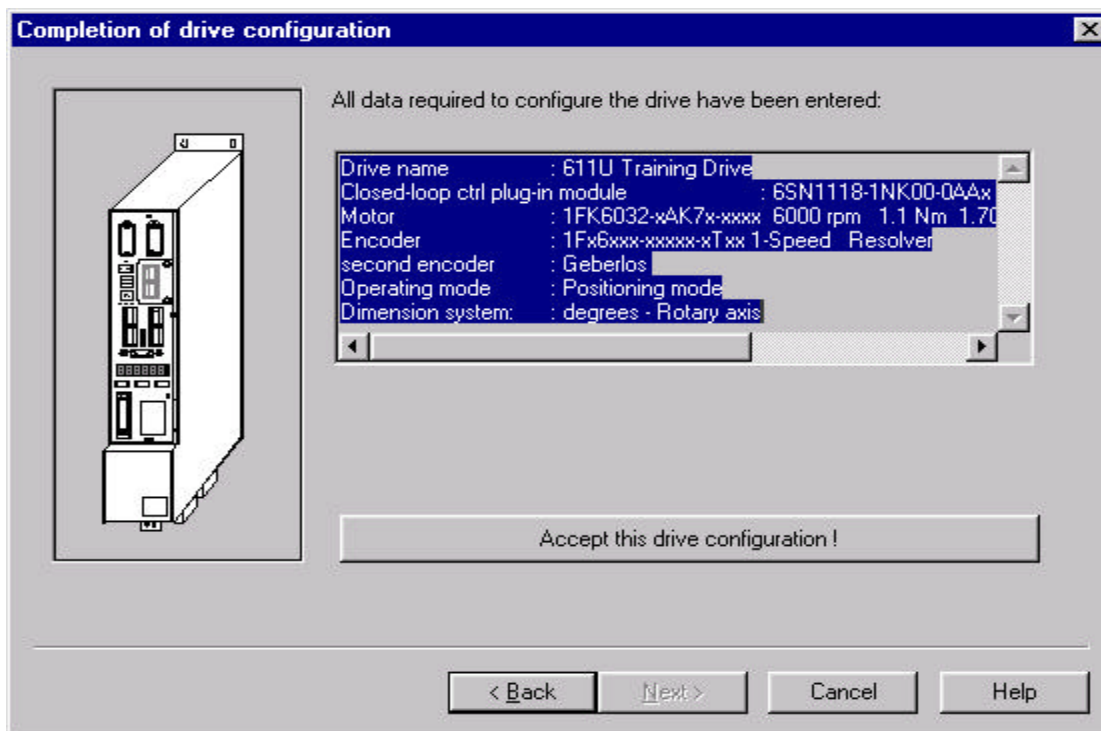 Completion of drive configuration
All data required to configure the drive have been entered:
Drive name : 611U Training Drive
Closed-loop ctrl plug-in module : 6SN1118-1NK00-0AAx
Motor : 1FK6032-xAK7x-xxxx 6000 rpm 1.1 Nm 1.70
Encoder : 1Fx6xxx-xxxxx-xTxx 1-Speed Resolver
second encoder : Geberlos
Operating mode : Positioning mode
Dimension system: : degrees - Rotary axis
Accept this drive configuration !
< Back Next > Cancel Help